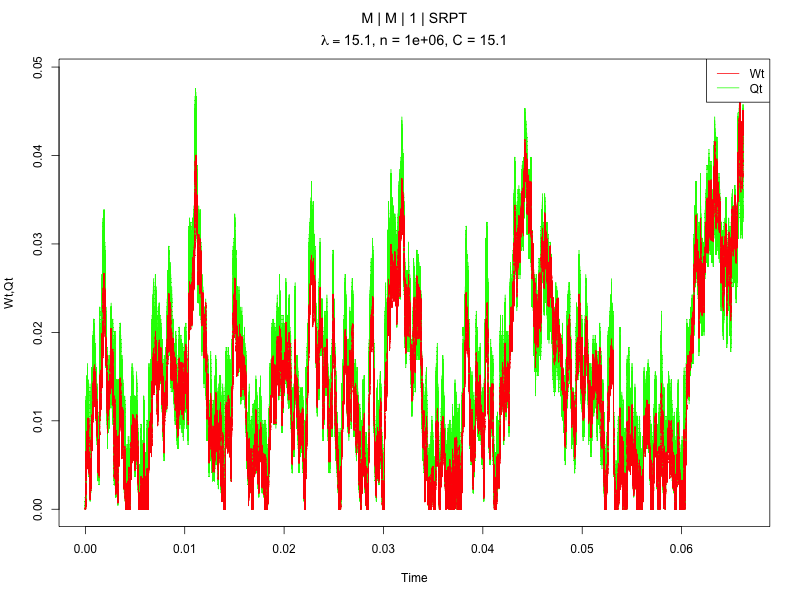 M | M | 1 | SRPT
λ = 15.1, n = 1e+06, C = 15.1
Wt
Qt
Wt,Qt
0.05
0.04
0.03
0.02
0.01
0.00
0.00 0.01 0.02 0.03 0.04 0.05 0.06
Time